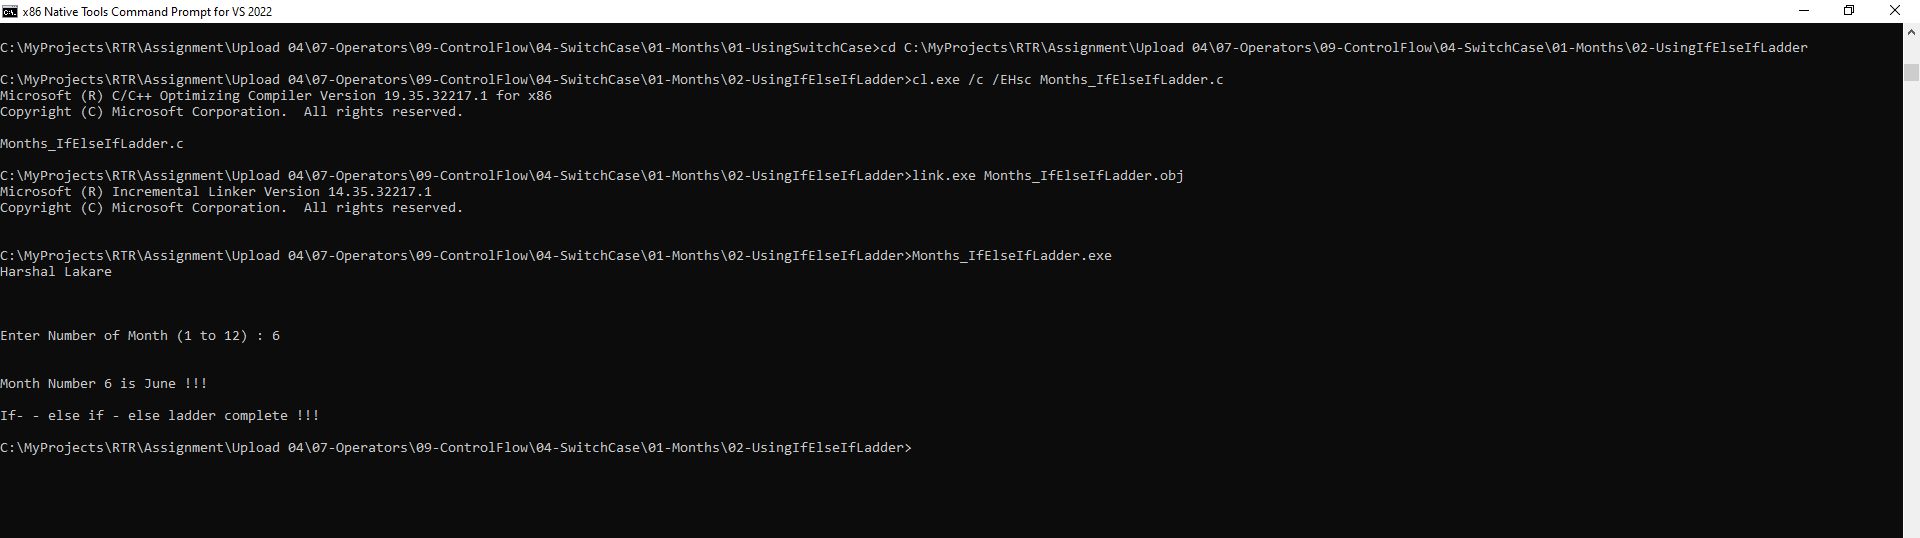 x86 Native Tools Command Prompt for VS 2022
C:\MyProjects\RTR\Assignment\Upload 04\07-Operators\09-ControlFlow\04-SwitchCase\01-Months\01-UsingSwitchCase>cd C:\MyProjects\RTR\Assignment\Upload 04\07-Operators\09-ControlFlow\04-SwitchCase\01-Months\02-UsingIfElseIfLadder
C:\MyProjects\RTR\Assignment\Upload 04\07-Operators\09-ControlFlow\04-SwitchCase\01-Months\02-UsingIfElseIfLadder>cl.exe /c /EHsc Months_IfElseIfLadder.c
Microsoft (R) C/C++ Optimizing Compiler Version 19.35.32217.1 for x86
Copyright (C) Microsoft Corporation.  All rights reserved.
Months_IfElseIfLadder.c
C:\MyProjects\RTR\Assignment\Upload 04\07-Operators\09-ControlFlow\04-SwitchCase\01-Months\02-UsingIfElseIfLadder>link.exe Months_IfElseIfLadder.obj
Microsoft (R) Incremental Linker Version 14.35.32217.1
Copyright (C) Microsoft Corporation.  All rights reserved.
C:\MyProjects\RTR\Assignment\Upload 04\07-Operators\09-ControlFlow\04-SwitchCase\01-Months\02-UsingIfElseIfLadder>Months_IfElseIfLadder.exe
Harshal Lakare
Enter Number of Month (1 to 12) : 6
Month Number 6 is June !!!
If- - else if - else ladder complete !!!
C:\MyProjects\RTR\Assignment\Upload 04\07-Operators\09-ControlFlow\04-SwitchCase\01-Months\02-UsingIfElseIfLadder>